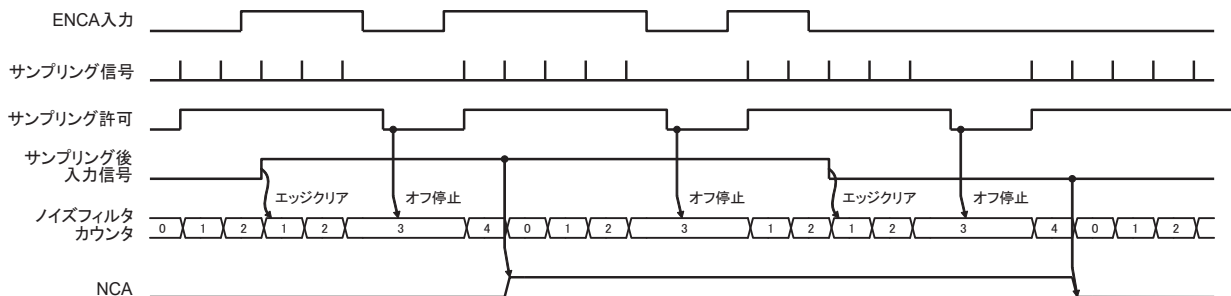 ENCA入力
サンプリング信号
サンプリング許可
サンプリング後
入力信号
エッジクリア オフ停止 オフ停止 エッジクリア オフ停止
ノイズフィルタ
カウンタ
0 1 2 1 2 3 4 0 1 2 3 1 2 1 2 3 4 0 1 2
NCA